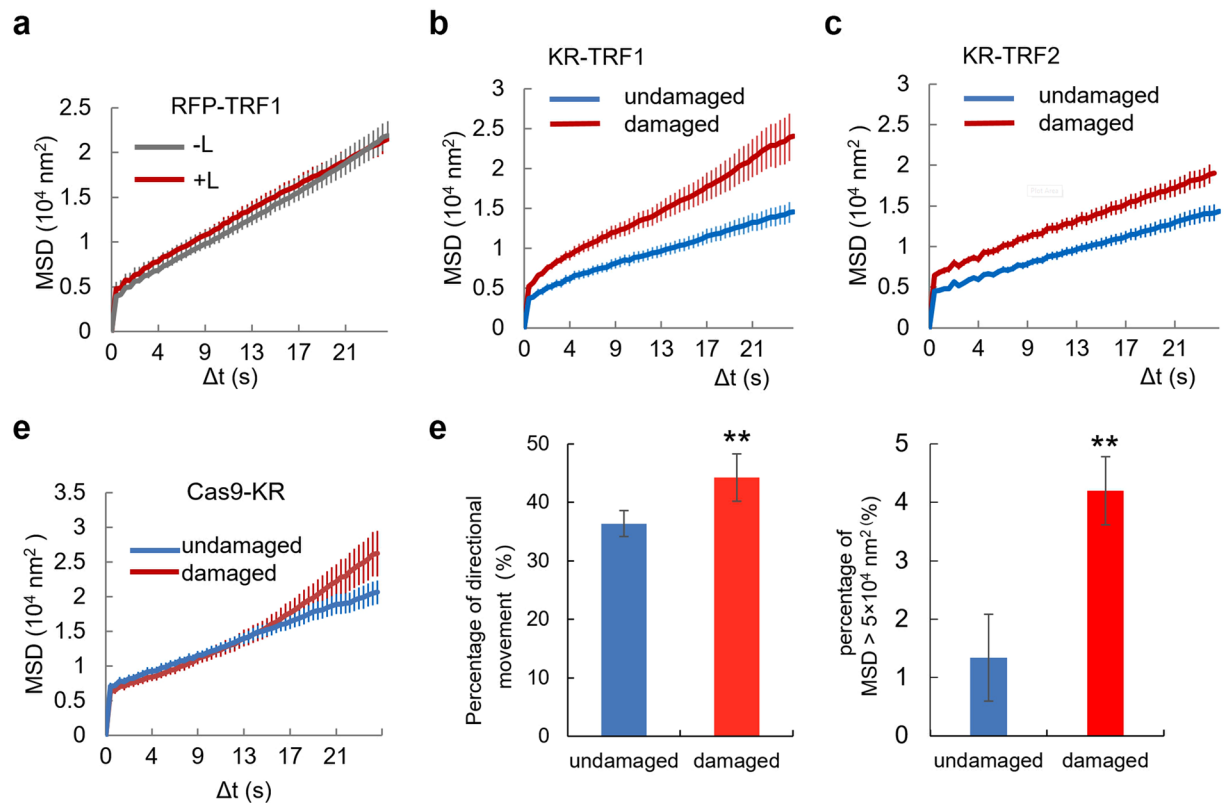 a
RFP-TRF1
-L
+L
MSD (10⁴ nm²)
2.5
2
1.5
1
0.5
0
0 4 9 13 17 21
Δt (s)
b
KR-TRF1
undamaged
damaged
MSD (10⁴ nm²)
3
2.5
2
1.5
1
0.5
0
0 4 9 13 17 21
Δt (s)
c
KR-TRF2
undamaged
damaged
Plot Area
MSD (10⁴ nm²)
3
2.5
2
1.5
1
0.5
0
0 4 9 13 17 21
Δt (s)
e
Cas9-KR
undamaged
damaged
MSD (10⁴ nm²)
3.5
3
2.5
2
1.5
1
0.5
0
0 4 9 13 17 21
Δt (s)
e
Percentage of directional
movement (%)
50
40
30
20
10
0
**
undamaged damaged
percentage of
MSD > 5×10⁴ nm² (%)
5
4
3
2
1
0
**
undamaged damaged